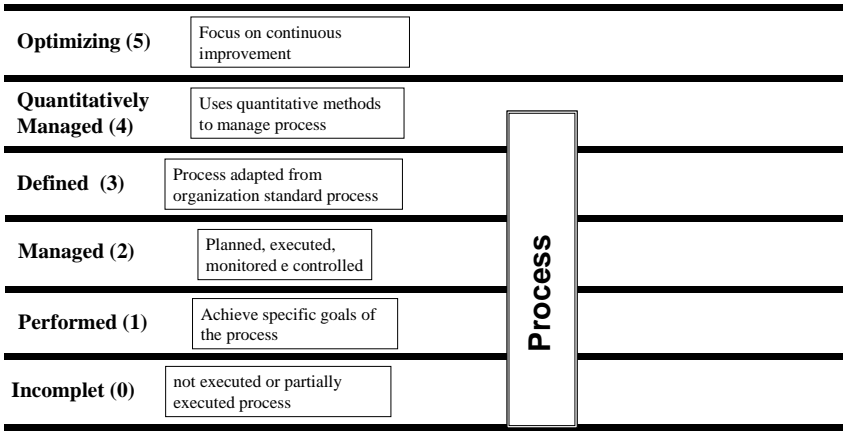 Optimizing (5)
Focus on continuous
improvement
Quantitatively
Managed (4)
Uses quantitative methods
to manage process
Defined (3)
Process adapted from
organization standard process
Managed (2)
Planned, executed,
monitored e controlled
Performed (1)
Achieve specific goals of
the process
Incomplet (0)
not executed or partially
executed process
Process